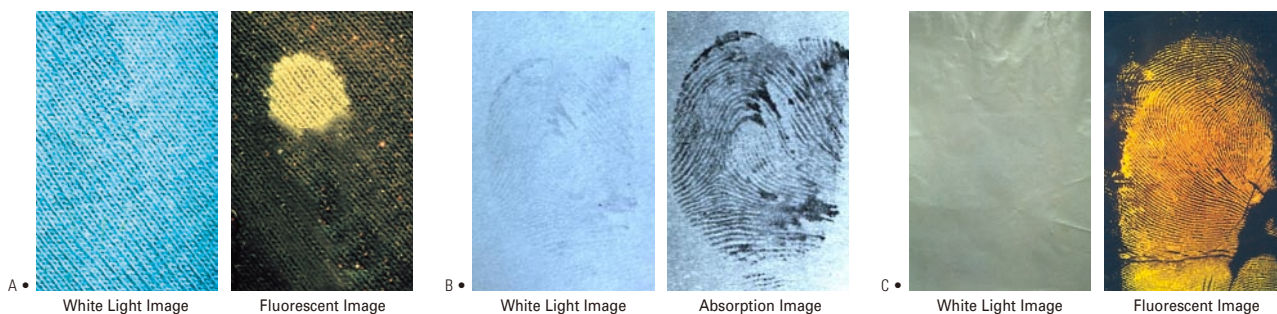 A •
White Light Image
Fluorescent Image
B •
White Light Image
Absorption Image
C •
White Light Image
Fluorescent Image